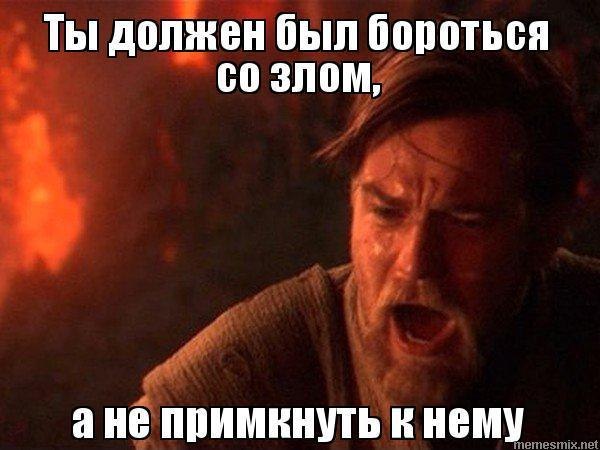 Ты должен был бороться
со злом,
а не примкнуть к нему
memesmix.net